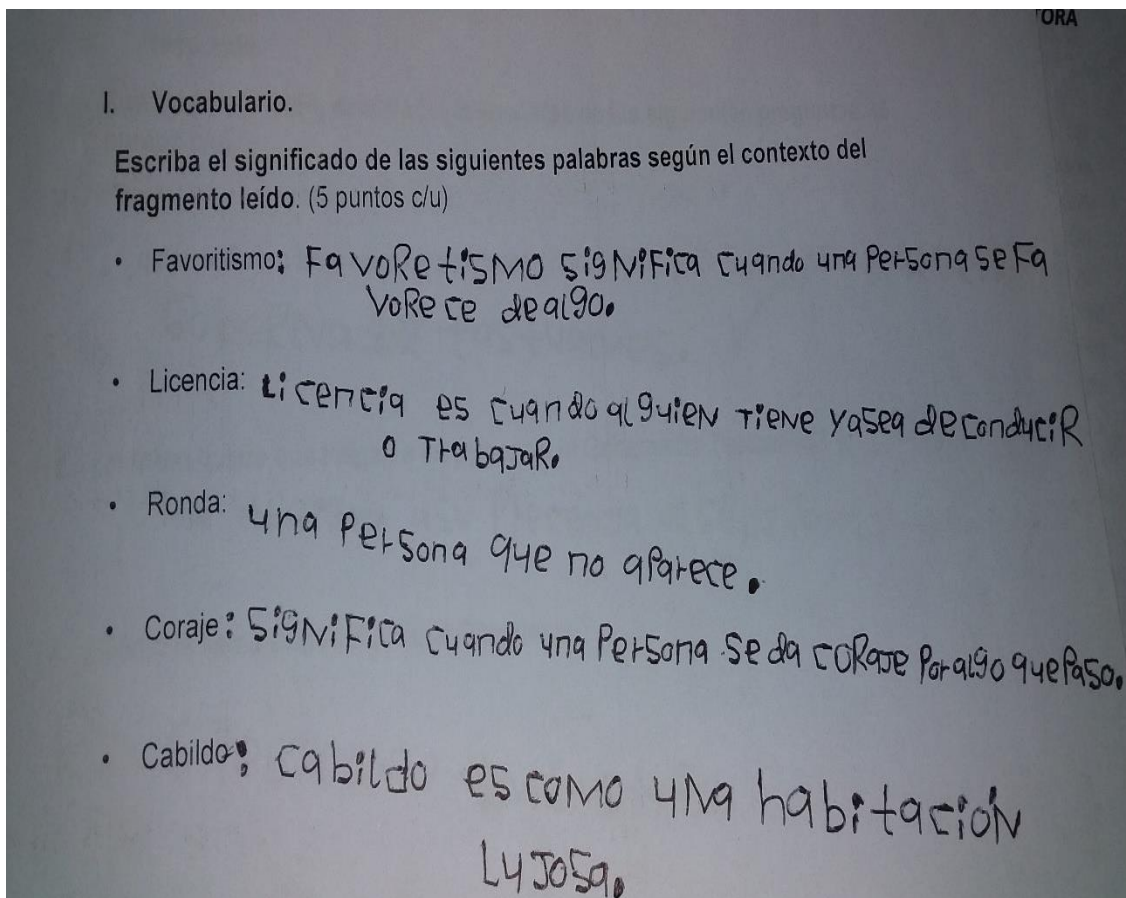 ORA
I. Vocabulario.
Escriba el significado de las siguientes palabras según el contexto del
fragmento leído. (5 puntos c/u)
• Favoritismo: Favoretismo significa cuando una persona se fa
vorece de algo.
• Licencia: Licencia es cuando alguien tiene ya sea de conducir
o trabajar.
• Ronda: una persona que no aparece.
• Coraje: significa cuando una persona se da coraje por algo que paso.
• Cabildo: cabildo es como una habitación
lujosa.